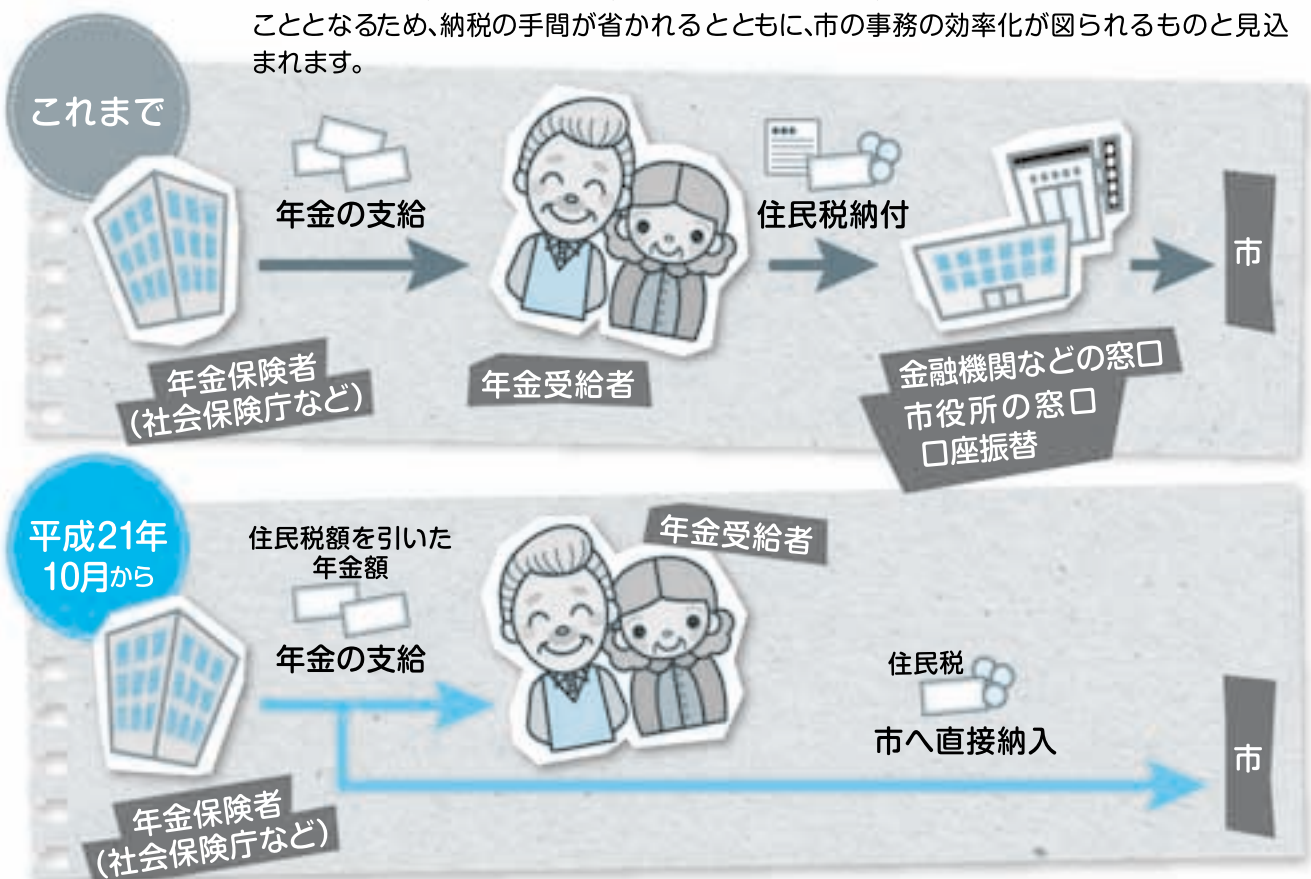 こととなるため、納税の手間が省かれるとともに、市の事務の効率化が図られるものと見込
まれます。
これまで
年金の支給
住民税納付
市
年金保険者
(社会保険庁など)
年金受給者
金融機関などの窓口
市役所の窓口
口座振替
平成21年
10月から
住民税額を引いた
年金額
年金の支給
年金受給者
住民税
市へ直接納入
市
年金保険者
(社会保険庁など)